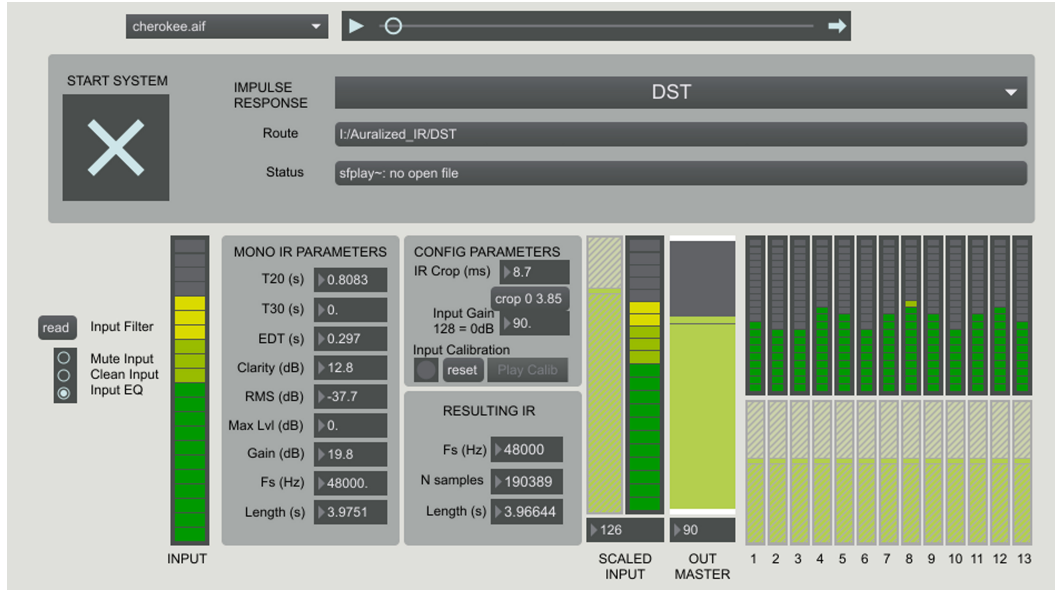 cherokee.aif
START SYSTEM
IMPULSE
RESPONSE
DST
Route
I:/Auralized_IR/DST
Status
sfplay~: no open file
read
Input Filter
Mute Input
Clean Input
Input EQ
INPUT
MONO IR PARAMETERS
T20 (s) 0.8083
T30 (s) 0.
EDT (s) 0.297
Clarity (dB) 12.8
RMS (dB) -37.7
Max Lvl (dB) 0.
Gain (dB) 19.8
Fs (Hz) 48000.
Length (s) 3.9751
CONFIG PARAMETERS
IR Crop (ms) 8.7
crop 0 3.85
Input Gain
128 = 0dB 90.
Input Calibration
reset Play Calib
RESULTING IR
Fs (Hz) 48000
N samples 190389
Length (s) 3.96644
126
SCALED
INPUT
90
OUT
MASTER
1 2 3 4 5 6 7 8 9 10 11 12 13